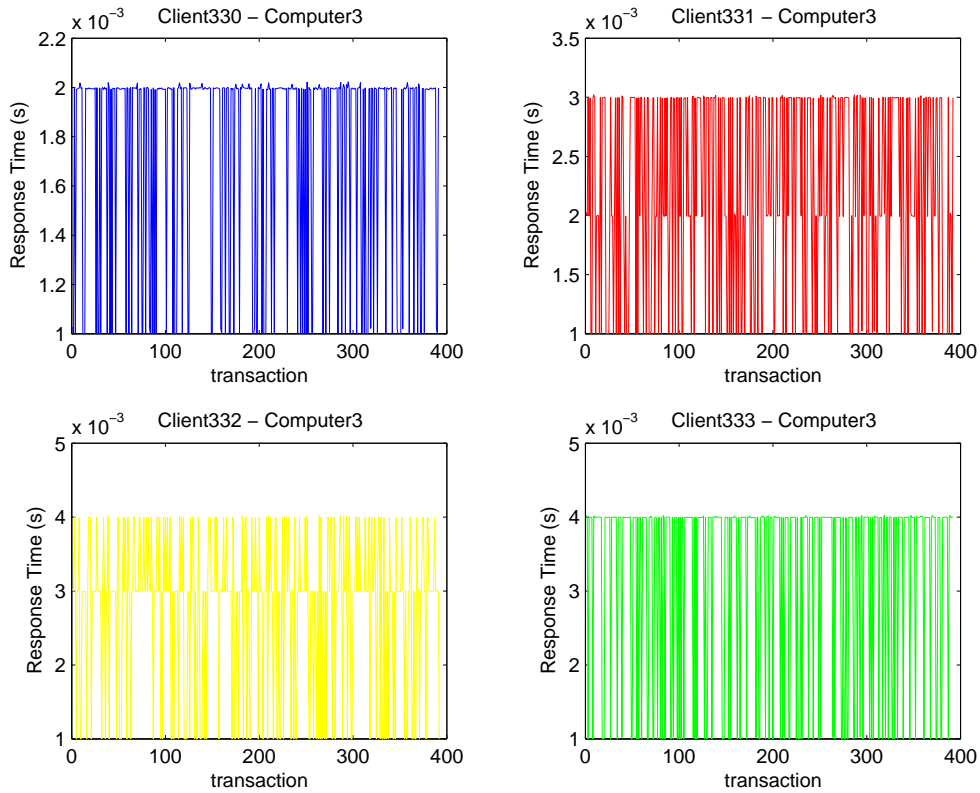 Client330 – Computer3
x 10⁻³
2.2
2
1.8
1.6
1.4
1.2
1
Response Time (s)
0 100 200 300 400
transaction
Client331 – Computer3
x 10⁻³
3.5
3
2.5
2
1.5
1
Response Time (s)
0 100 200 300 400
transaction
Client332 – Computer3
x 10⁻³
5
4
3
2
1
Response Time (s)
0 100 200 300 400
transaction
Client333 – Computer3
x 10⁻³
5
4
3
2
1
Response Time (s)
0 100 200 300 400
transaction